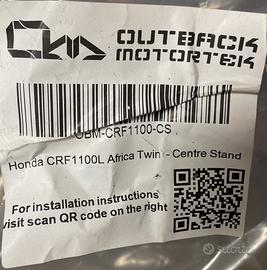 OUTBACK
MOTORTEK
OBM-CRF1100-CS
Honda CRF1100L Africa Twin - Centre Stand
For installation instructions
visit scan QR code on the right
subito